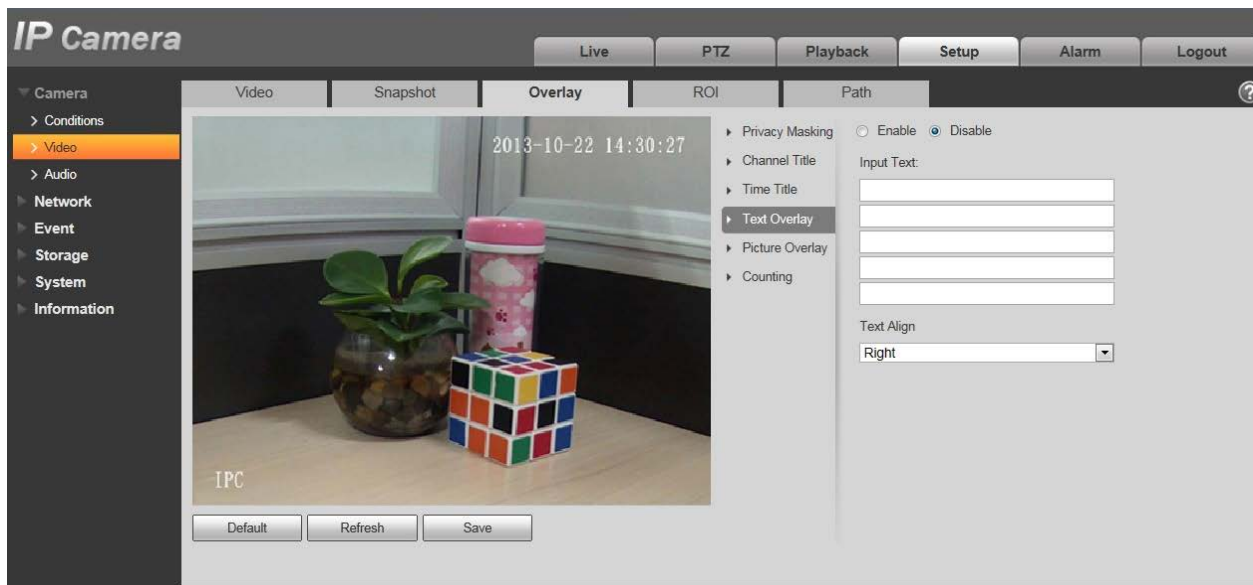 IP Camera
Live PTZ Playback Setup Alarm Logout
Camera
Conditions
Video
Audio
Network
Event
Storage
System
Information
Video Snapshot Overlay ROI Path
2013-10-22 14:30:27
IPC
Default Refresh Save
Privacy Masking
Channel Title
Time Title
Text Overlay
Picture Overlay
Counting
Enable Disable
Input Text:
Text Align
Right
?